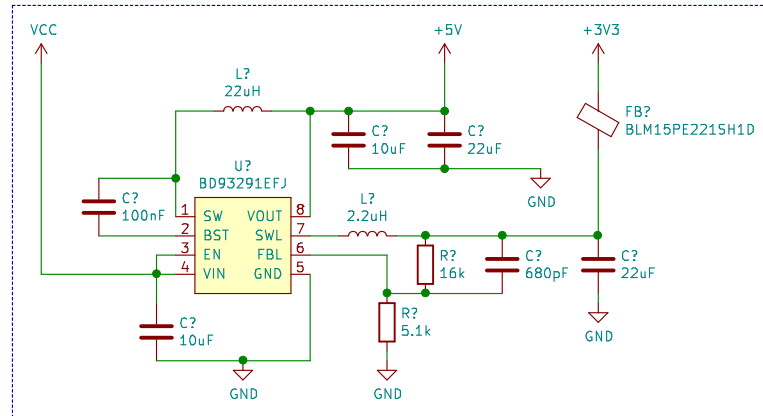 VCC
+5V
+3V3
L?
22uH
FB?
BLM15PE221SH1D
C?
10uF
C?
22uF
U?
BD93291EFJ
GND
C?
100nF
1 SW VOUT 8
2 BST SWL 7
3 EN FBL 6
4 VIN GND 5
L?
2.2uH
R?
16k
C?
680pF
C?
22uF
C?
10uF
R?
5.1k
GND
GND
GND